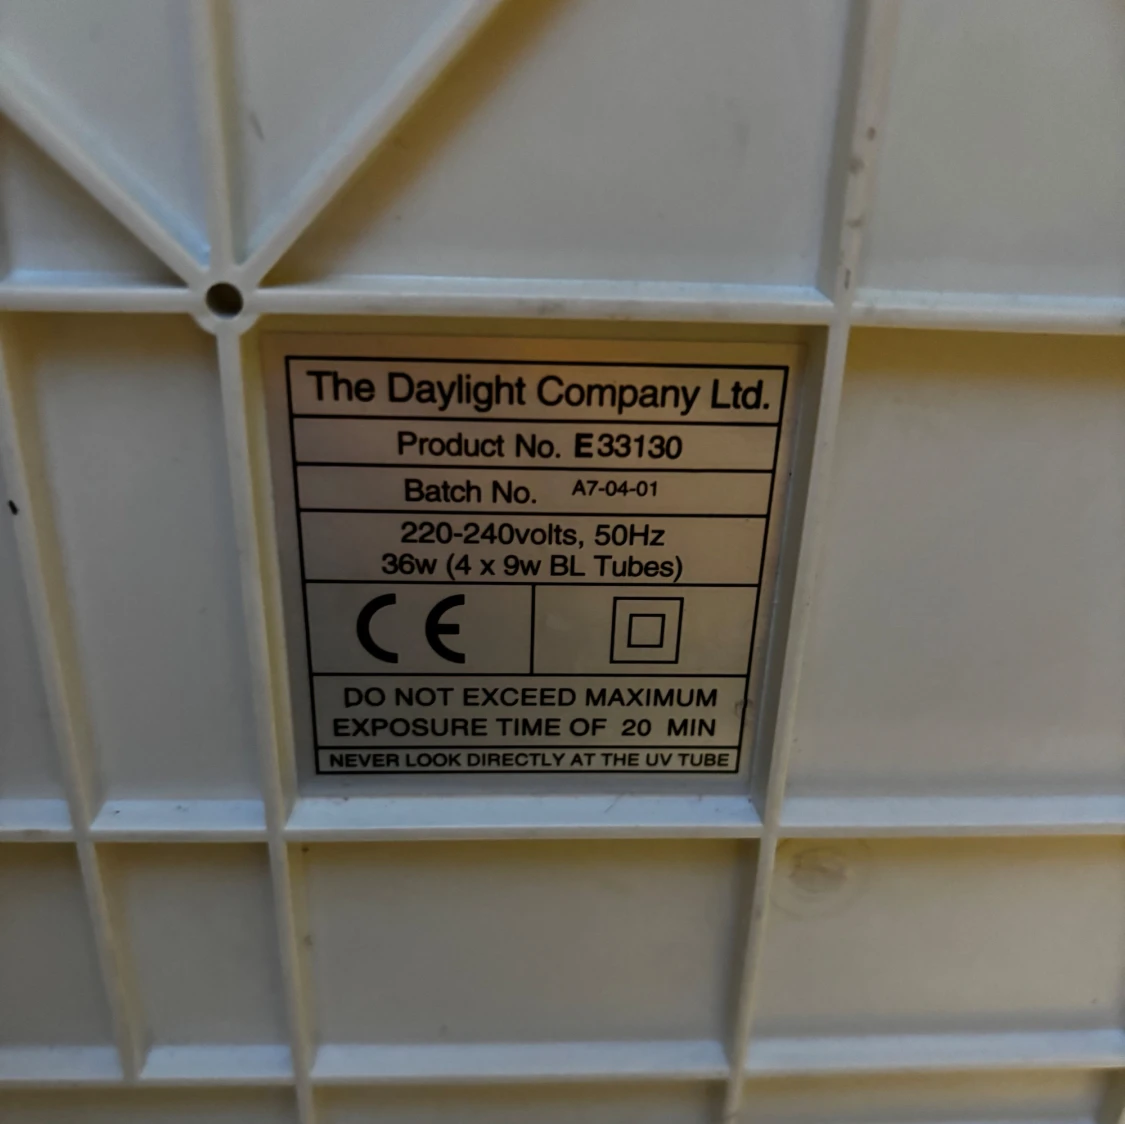 The Daylight Company Ltd.
Product No. E33130
Batch No. A7-04-01
220-240volts, 50Hz
36w (4 x 9w BL Tubes)
CE
DO NOT EXCEED MAXIMUM
EXPOSURE TIME OF 20 MIN
NEVER LOOK DIRECTLY AT THE UV TUBE